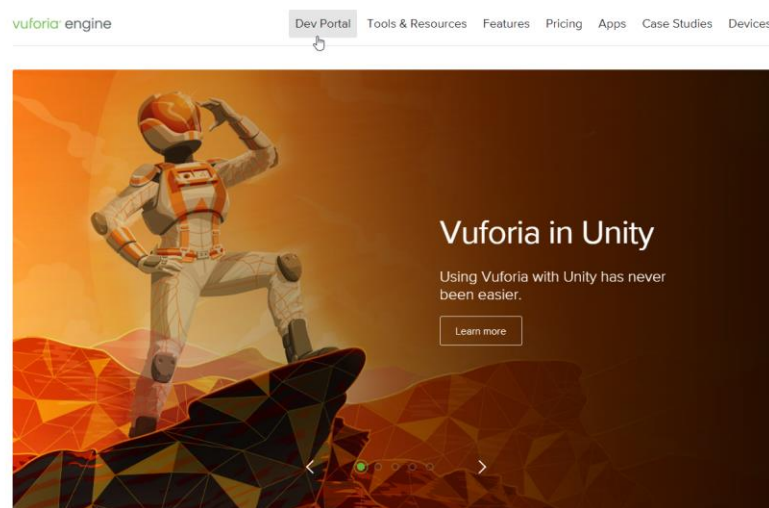 vuforia engine
Dev Portal Tools & Resources Features Pricing Apps Case Studies Devices
Vuforia in Unity
Using Vuforia with Unity has never
been easier.
Learn more